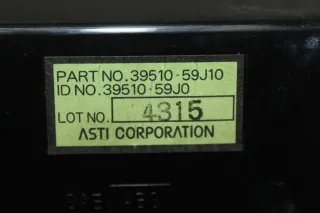 PART NO. 39510-59J10
ID NO. 39510-59J0
LOT NO. 4315
ASTI CORPORATION